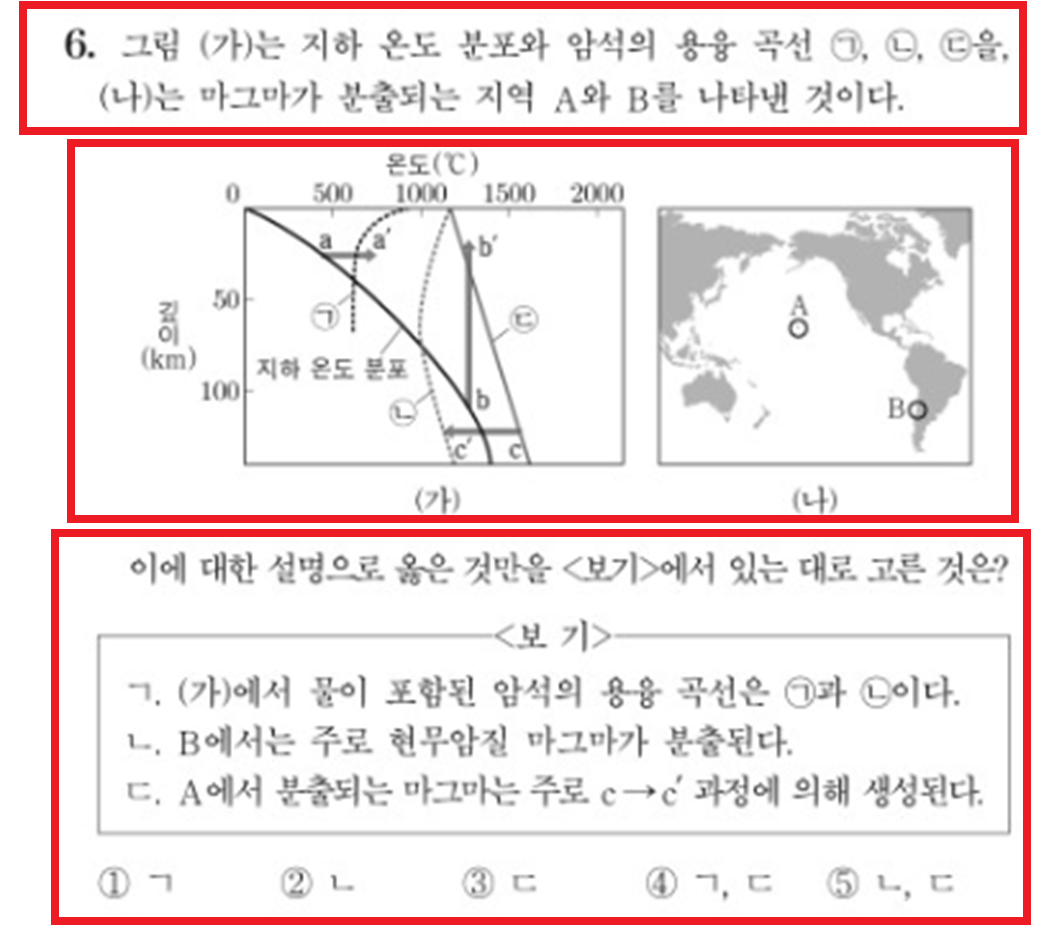 6. 그림 (가)는 지하 온도 분포와 암석의 용융 곡선 ㉠, ㉡, ㉢을,
(나)는 마그마가 분출되는 지역 A와 B를 나타낸 것이다.
온도(℃)
0 500 1000 1500 2000
a a′ b′
㉠ ㉢
50
깊이
(km)
지하 온도 분포
100
㉡ b
c′ c
(가)
A
B
(나)
이에 대한 설명으로 옳은 것만을 <보기>에서 있는 대로 고른 것은?
<보 기>
ㄱ. (가)에서 물이 포함된 암석의 용융 곡선은 ㉠과 ㉡이다.
ㄴ. B에서는 주로 현무암질 마그마가 분출된다.
ㄷ. A에서 분출되는 마그마는 주로 c→c′ 과정에 의해 생성된다.
① ㄱ ② ㄴ ③ ㄷ ④ ㄱ, ㄷ ⑤ ㄴ, ㄷ